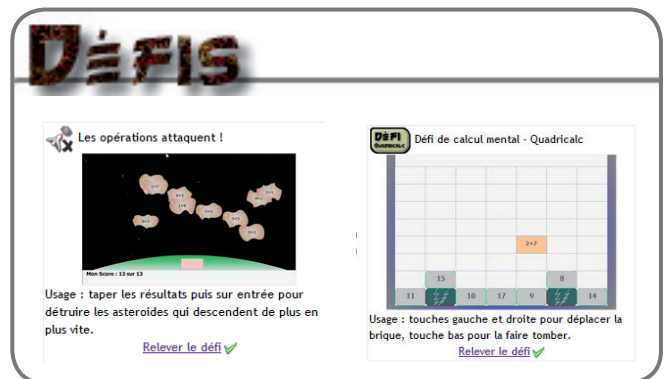 DéFIS
Les opérations attaquent !
Mon Score : 13 sur 13
Usage : taper les résultats puis sur entrée pour
détruire les asteroides qui descendent de plus en
plus vite.
Relever le défi
DéFI
QUADRICALC
Défi de calcul mental - Quadricalc
2+7
15 8
11 10 17 9 14
Usage : touches gauche et droite pour déplacer la
brique, touche bas pour la faire tomber.
Relever le défi